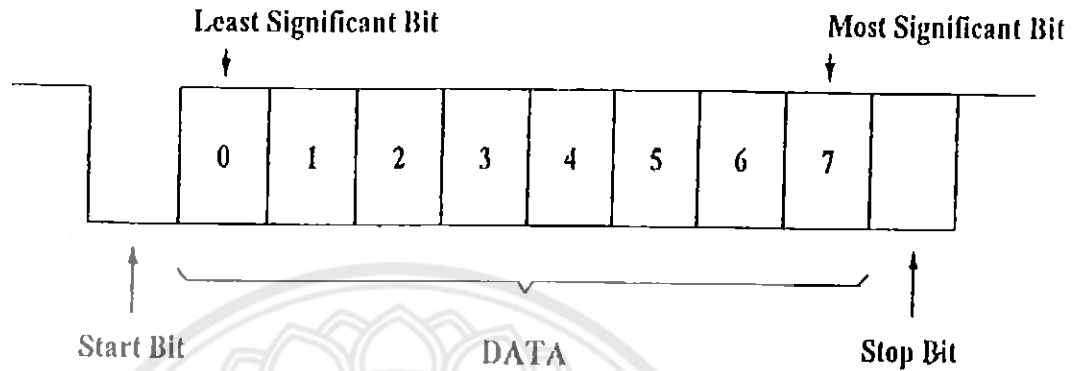 Least Significant Bit
Most Significant Bit
0 1 2 3 4 5 6 7
Start Bit
DATA
Stop Bit